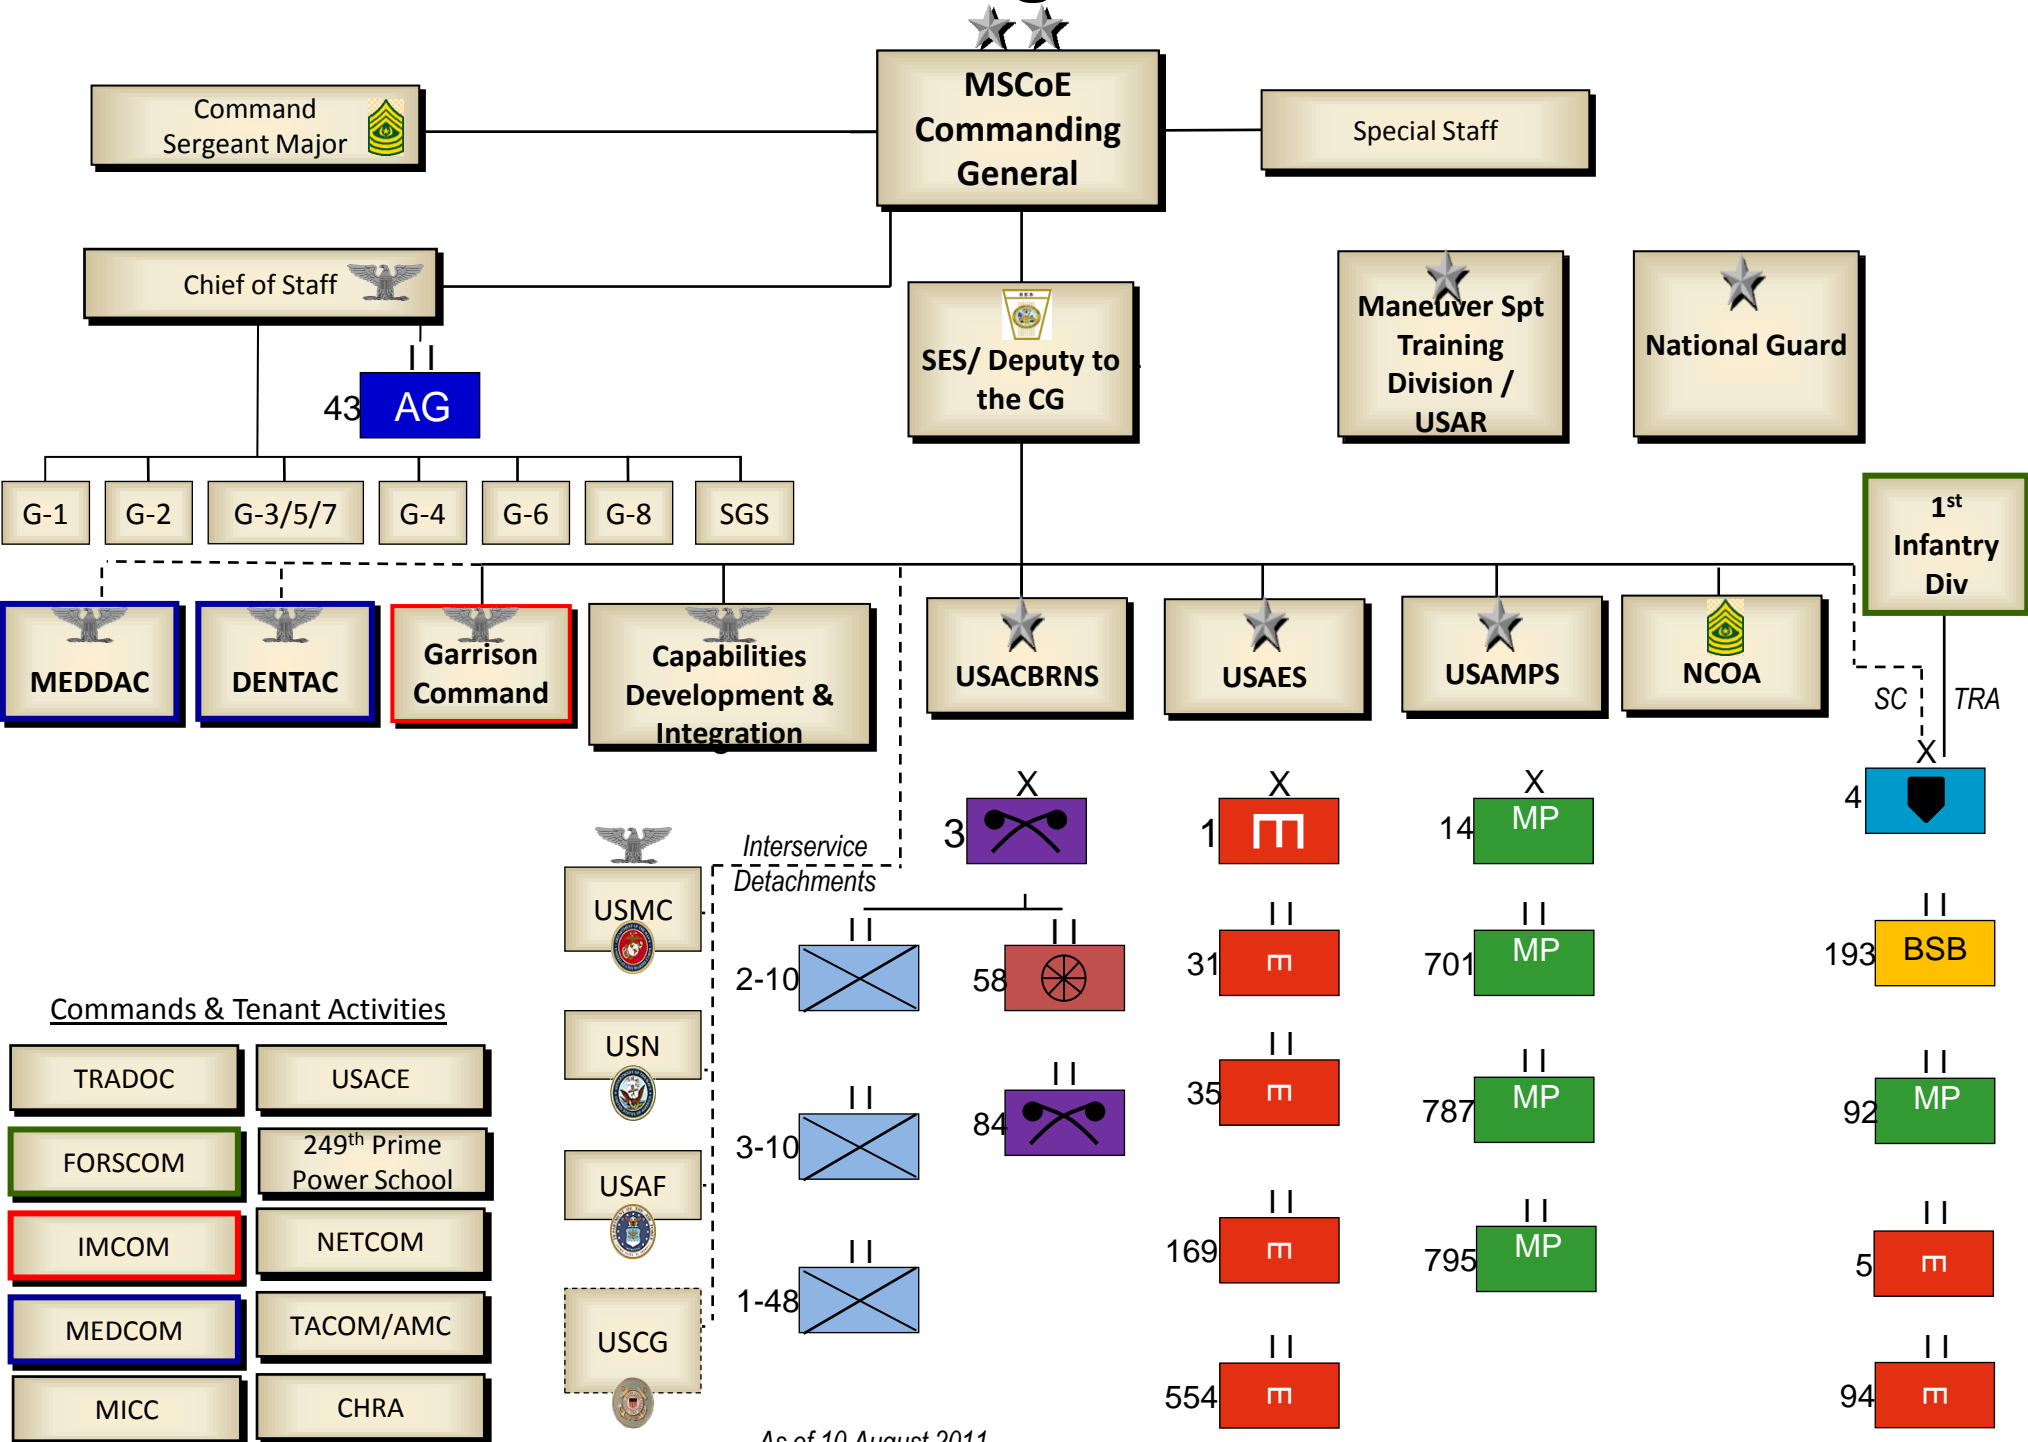 MSCoE
Commanding
General
Command
Sergeant Major
Special Staff
Chief of Staff
SES/ Deputy to
the CG
Maneuver Spt
Training
Division /
USAR
National Guard
I I
43
AG
G-1
G-2
G-3/5/7
G-4
G-6
G-8
SGS
1st
Infantry
Div
MEDDAC
DENTAC
Garrison
Command
Capabilities
Development &
Integration
USACBRNS
USAES
USAMPS
NCOA
SC
TRA
X
3
X
1
E
X
14
MP
X
4
Interservice
Detachments
USMC
USN
USAF
USCG
I I
2-10
I I
58
I I
3-10
I I
84
I I
1-48
I I
31
E
I I
35
E
I I
169
E
I I
554
E
I I
701
MP
I I
787
MP
I I
795
MP
I I
193
BSB
I I
92
MP
I I
5
E
I I
94
E
Commands & Tenant Activities
TRADOC
USACE
FORSCOM
249th Prime
Power School
IMCOM
NETCOM
MEDCOM
TACOM/AMC
MICC
CHRA
As of 10 August 2011